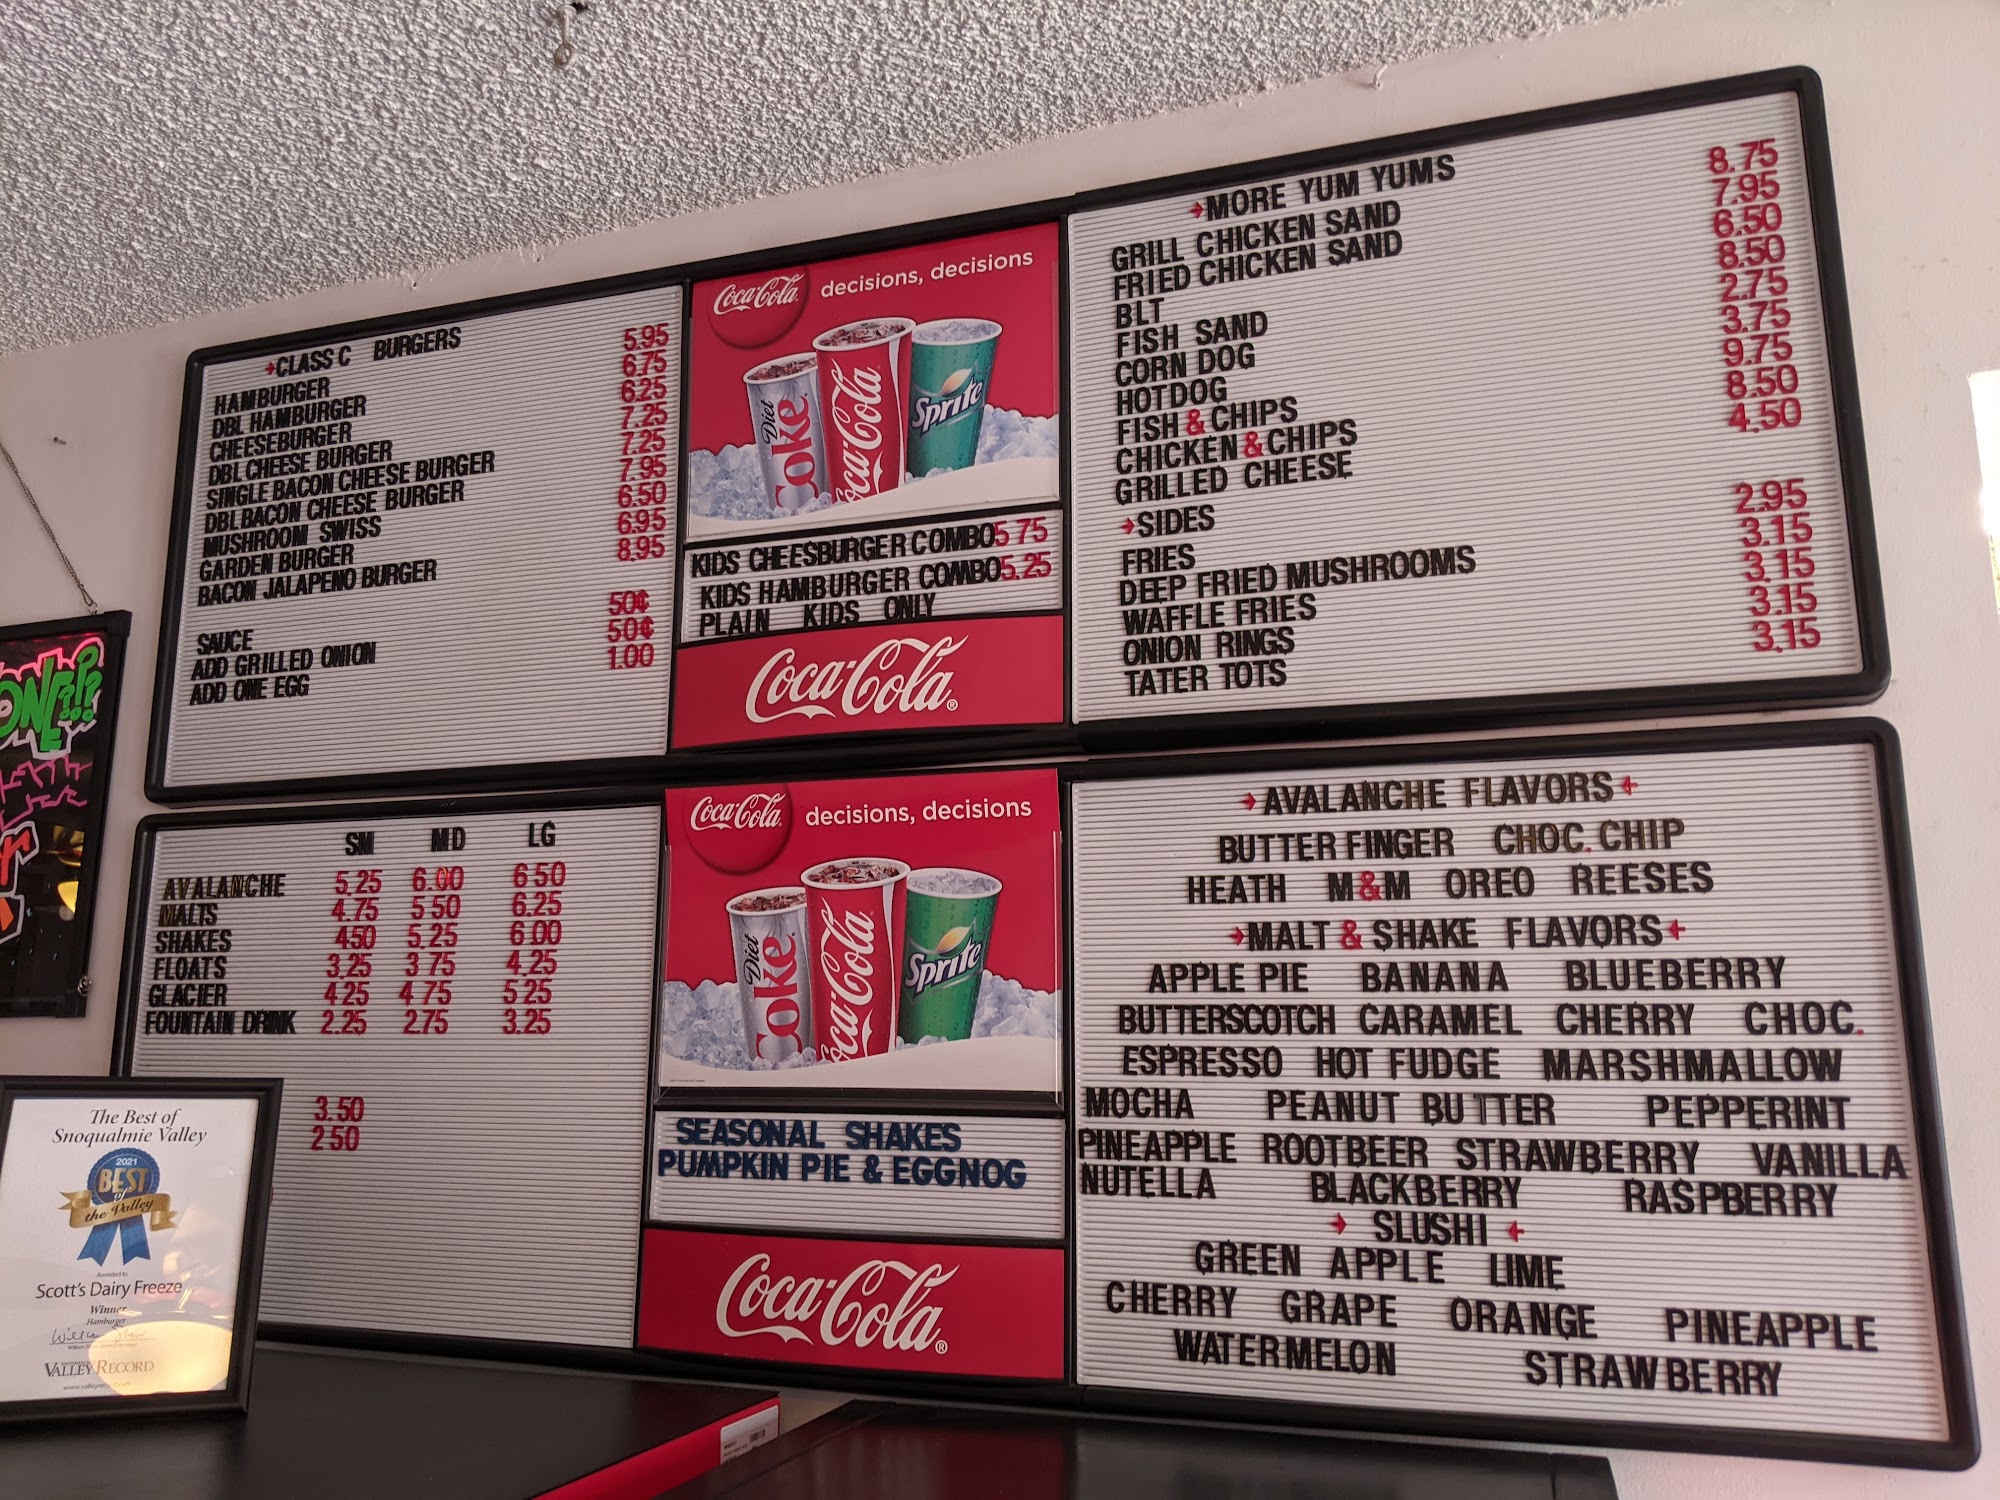 CLASS C BURGERS
HAMBURGER 5.95
DBL HAMBURGER 6.75
CHEESEBURGER 6.25
DBL CHEESE BURGER 7.25
SINGLE BACON CHEESE BURGER 7.25
DBL BACON CHEESE BURGER 7.95
MUSHROOM SWISS 6.50
GARDEN BURGER 6.95
BACON JALAPENO BURGER 8.95
SAUCE 50¢
ADD GRILLED ONION 50¢
ADD ONE EGG 1.00
Coca-Cola decisions, decisions
Diet Coke Coca-Cola Sprite
KIDS CHEESBURGER COMBO 5 75
KIDS HAMBURGER COMBO 5.25
PLAIN KIDS ONLY
Coca-Cola®
MORE YUM YUMS
GRILL CHICKEN SAND 8.75
FRIED CHICKEN SAND 7.95
BLT 6.50
FISH SAND 8.50
CORN DOG 2.75
HOTDOG 3.75
FISH & CHIPS 9.75
CHICKEN & CHIPS 8.50
GRILLED CHEESE 4.50
SIDES
FRIES 2.95
DEEP FRIED MUSHROOMS 3.15
WAFFLE FRIES 3.15
ONION RINGS 3.15
TATER TOTS 3.15
SM MD LG
AVALANCHE 5.25 6.00 6 50
MALTS 4.75 5 50 6.25
SHAKES 4.50 5.25 6.00
FLOATS 3.25 3 75 4.25
GLACIER 4 25 4 75 5 25
FOUNTAIN DRINK 2.25 2.75 3.25
3.50
2 50
Coca-Cola decisions, decisions
Diet Coke Coca-Cola Sprite
SEASONAL SHAKES
PUMPKIN PIE & EGGNOG
Coca-Cola®
AVALANCHE FLAVORS
BUTTER FINGER CHOC. CHIP
HEATH M&M OREO REESES
MALT & SHAKE FLAVORS
APPLE PIE BANANA BLUEBERRY
BUTTERSCOTCH CARAMEL CHERRY CHOC.
ESPRESSO HOT FUDGE MARSHMALLOW
MOCHA PEANUT BUTTER PEPPERINT
PINEAPPLE ROOTBEER STRAWBERRY VANILLA
NUTELLA BLACKBERRY RASPBERRY
SLUSHI
GREEN APPLE LIME
CHERRY GRAPE ORANGE PINEAPPLE
WATERMELON STRAWBERRY
The Best of
Snoqualmie Valley
2021
BEST
of
the Valley
Awarded to
Scott's Dairy Freeze
Winner
Hamburger
VALLEY RECORD